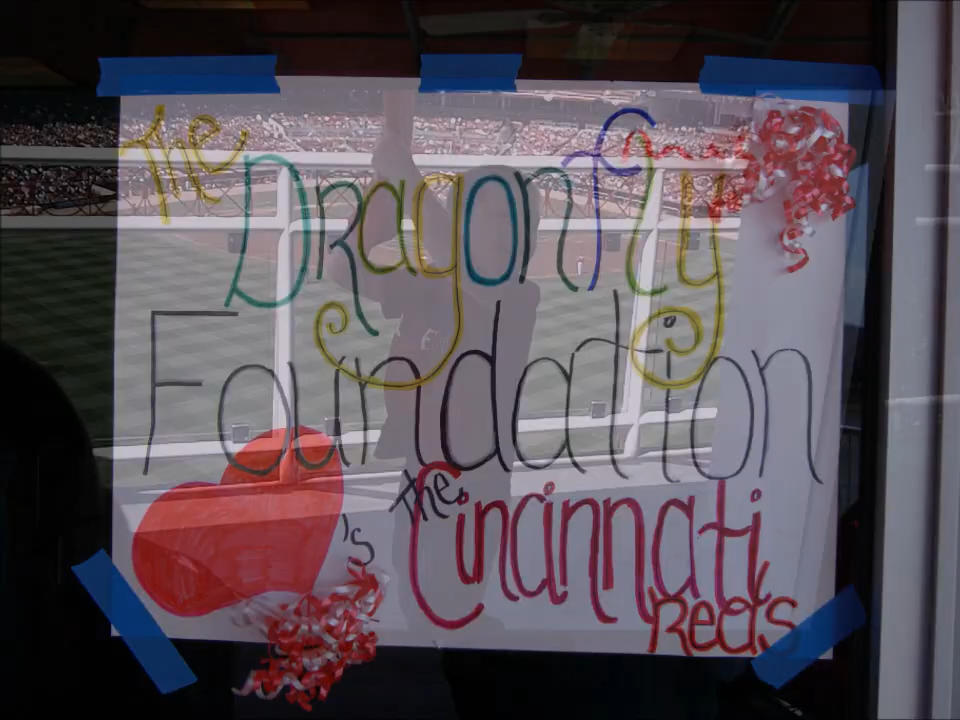 The
Dragonfly
Foundation
's the
Cincinnati
Reds